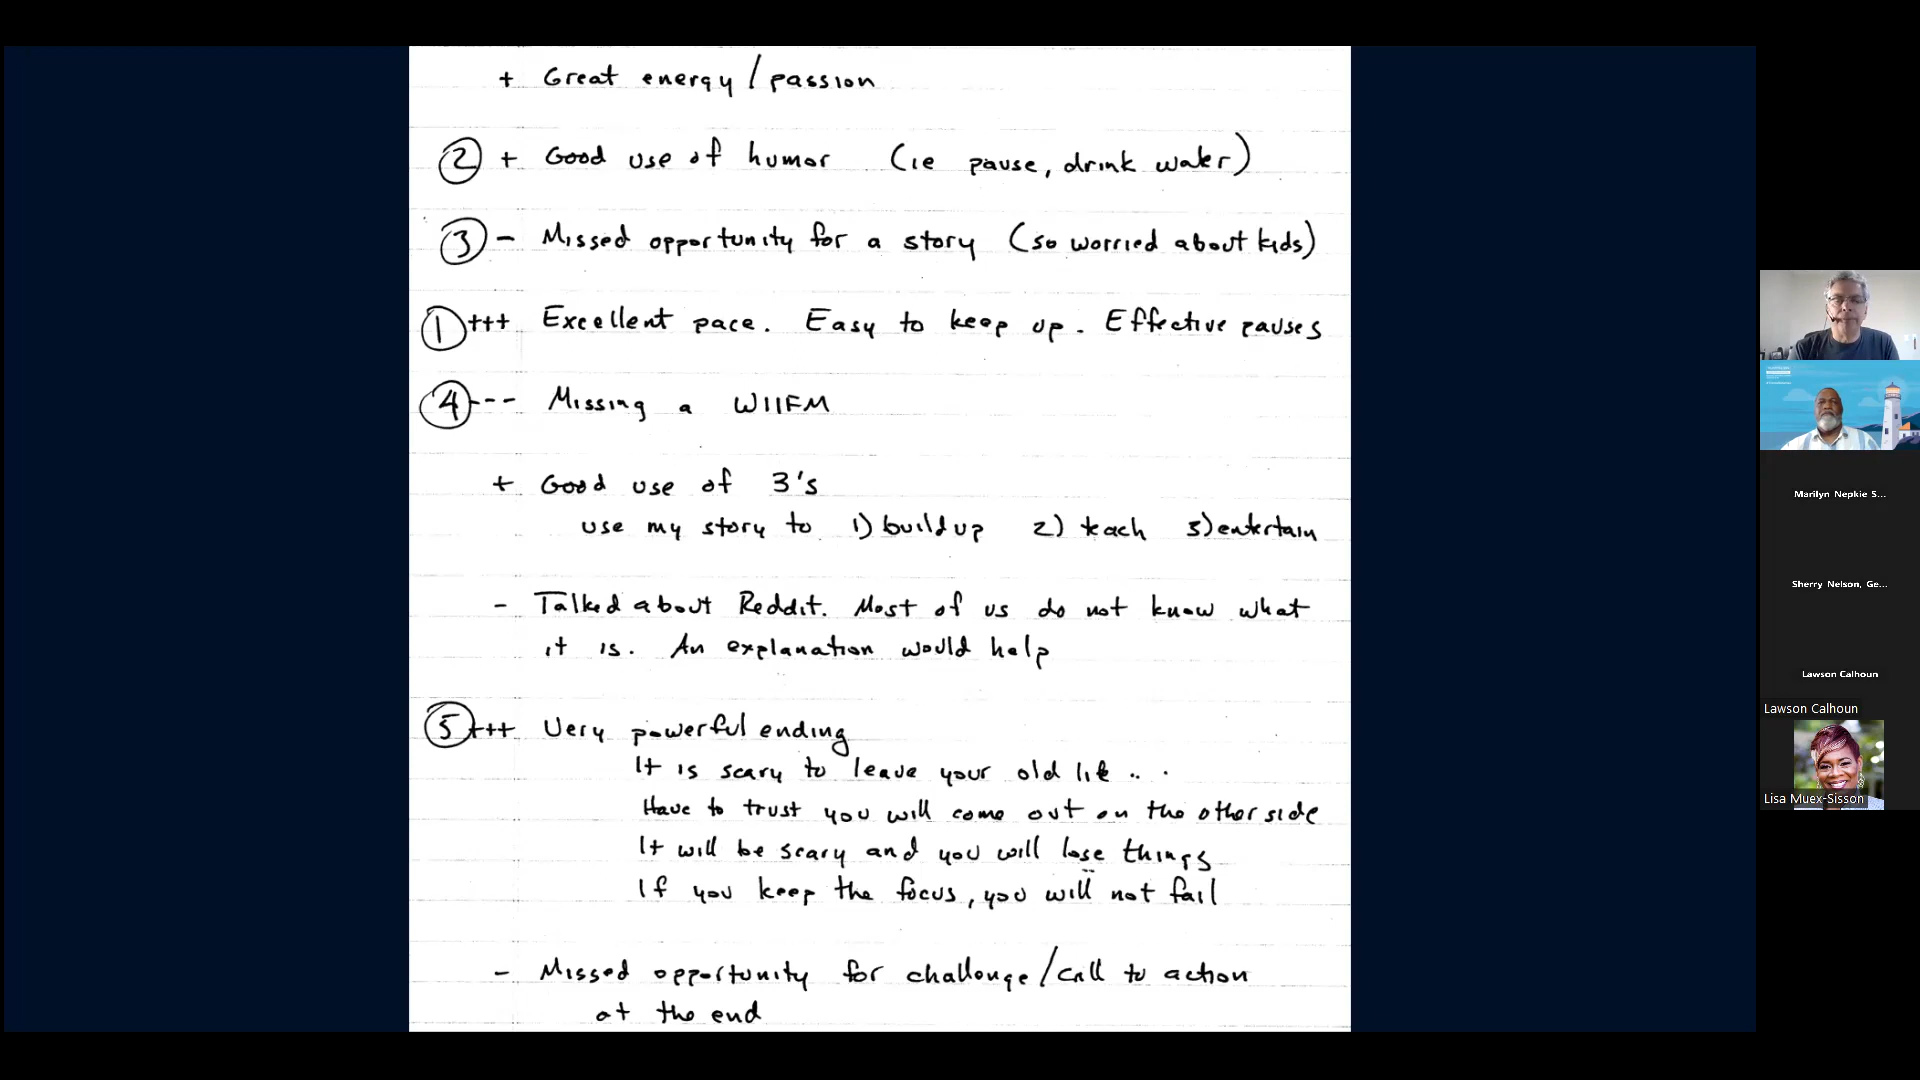 + Great energy / passion
② + Good use of humor (ie pause, drink water)
③ - Missed opportunity for a story (so worried about kids)
① +++ Excellent pace. Easy to keep up. Effective pauses
④ --- Missing a WIIFM
+ Good use of 3's
use my story to 1) build up 2) teach 3) entertain
- Talked about Reddit. Most of us do not know what
it is. An explanation would help
⑤ +++ Very powerful ending
It is scary to leave your old life . . .
Have to trust you will come out on the other side
It will be scary and you will lose things
If you keep the focus, you will not fail
- Missed opportunity for challenge / call to action
at the end
Marilyn Nepkie S...
Sherry Nelson, Ge...
Lawson Calhoun
Lawson Calhoun
Lisa Muex-Sisson